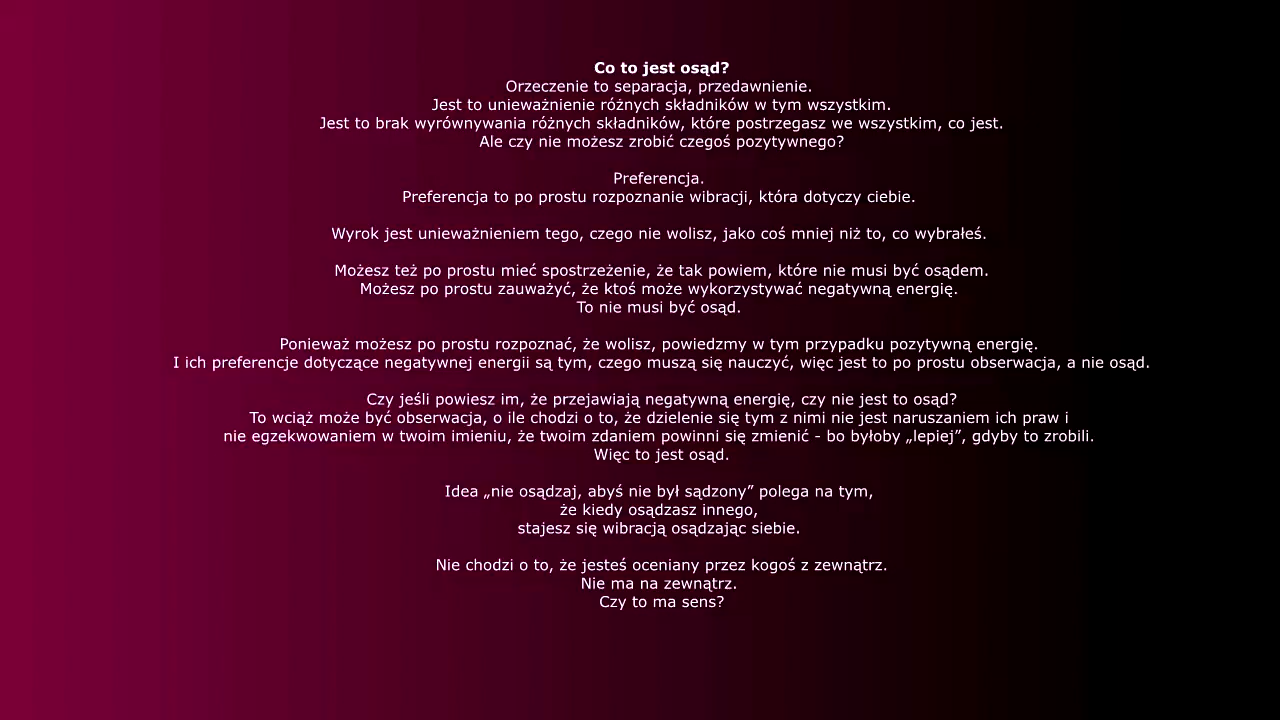 Co to jest osąd?
Orzeczenie to separacja, przedawnienie.
Jest to unieważnienie różnych składników w tym wszystkim.
Jest to brak wyrównywania różnych składników, które postrzegasz we wszystkim, co jest.
Ale czy nie możesz zrobić czegoś pozytywnego?
Preferencja.
Preferencja to po prostu rozpoznanie wibracji, która dotyczy ciebie.
Wyrok jest unieważnieniem tego, czego nie wolisz, jako coś mniej niż to, co wybrałeś.
Możesz też po prostu mieć spostrzeżenie, że tak powiem, które nie musi być osądem.
Możesz po prostu zauważyć, że ktoś może wykorzystywać negatywną energię.
To nie musi być osąd.
Ponieważ możesz po prostu rozpoznać, że wolisz, powiedzmy w tym przypadku pozytywną energię.
I ich preferencje dotyczące negatywnej energii są tym, czego muszą się nauczyć, więc jest to po prostu obserwacja, a nie osąd.
Czy jeśli powiesz im, że przejawiają negatywną energię, czy nie jest to osąd?
To wciąż może być obserwacja, o ile chodzi o to, że dzielenie się tym z nimi nie jest naruszaniem ich praw i
nie egzekwowaniem w twoim imieniu, że twoim zdaniem powinni się zmienić - bo byłoby „lepiej”, gdyby to zrobili.
Więc to jest osąd.
Idea „nie osądzaj, abyś nie był sądzony” polega na tym,
że kiedy osądzasz innego,
stajesz się wibracją osądzając siebie.
Nie chodzi o to, że jesteś oceniany przez kogoś z zewnątrz.
Nie ma na zewnątrz.
Czy to ma sens?